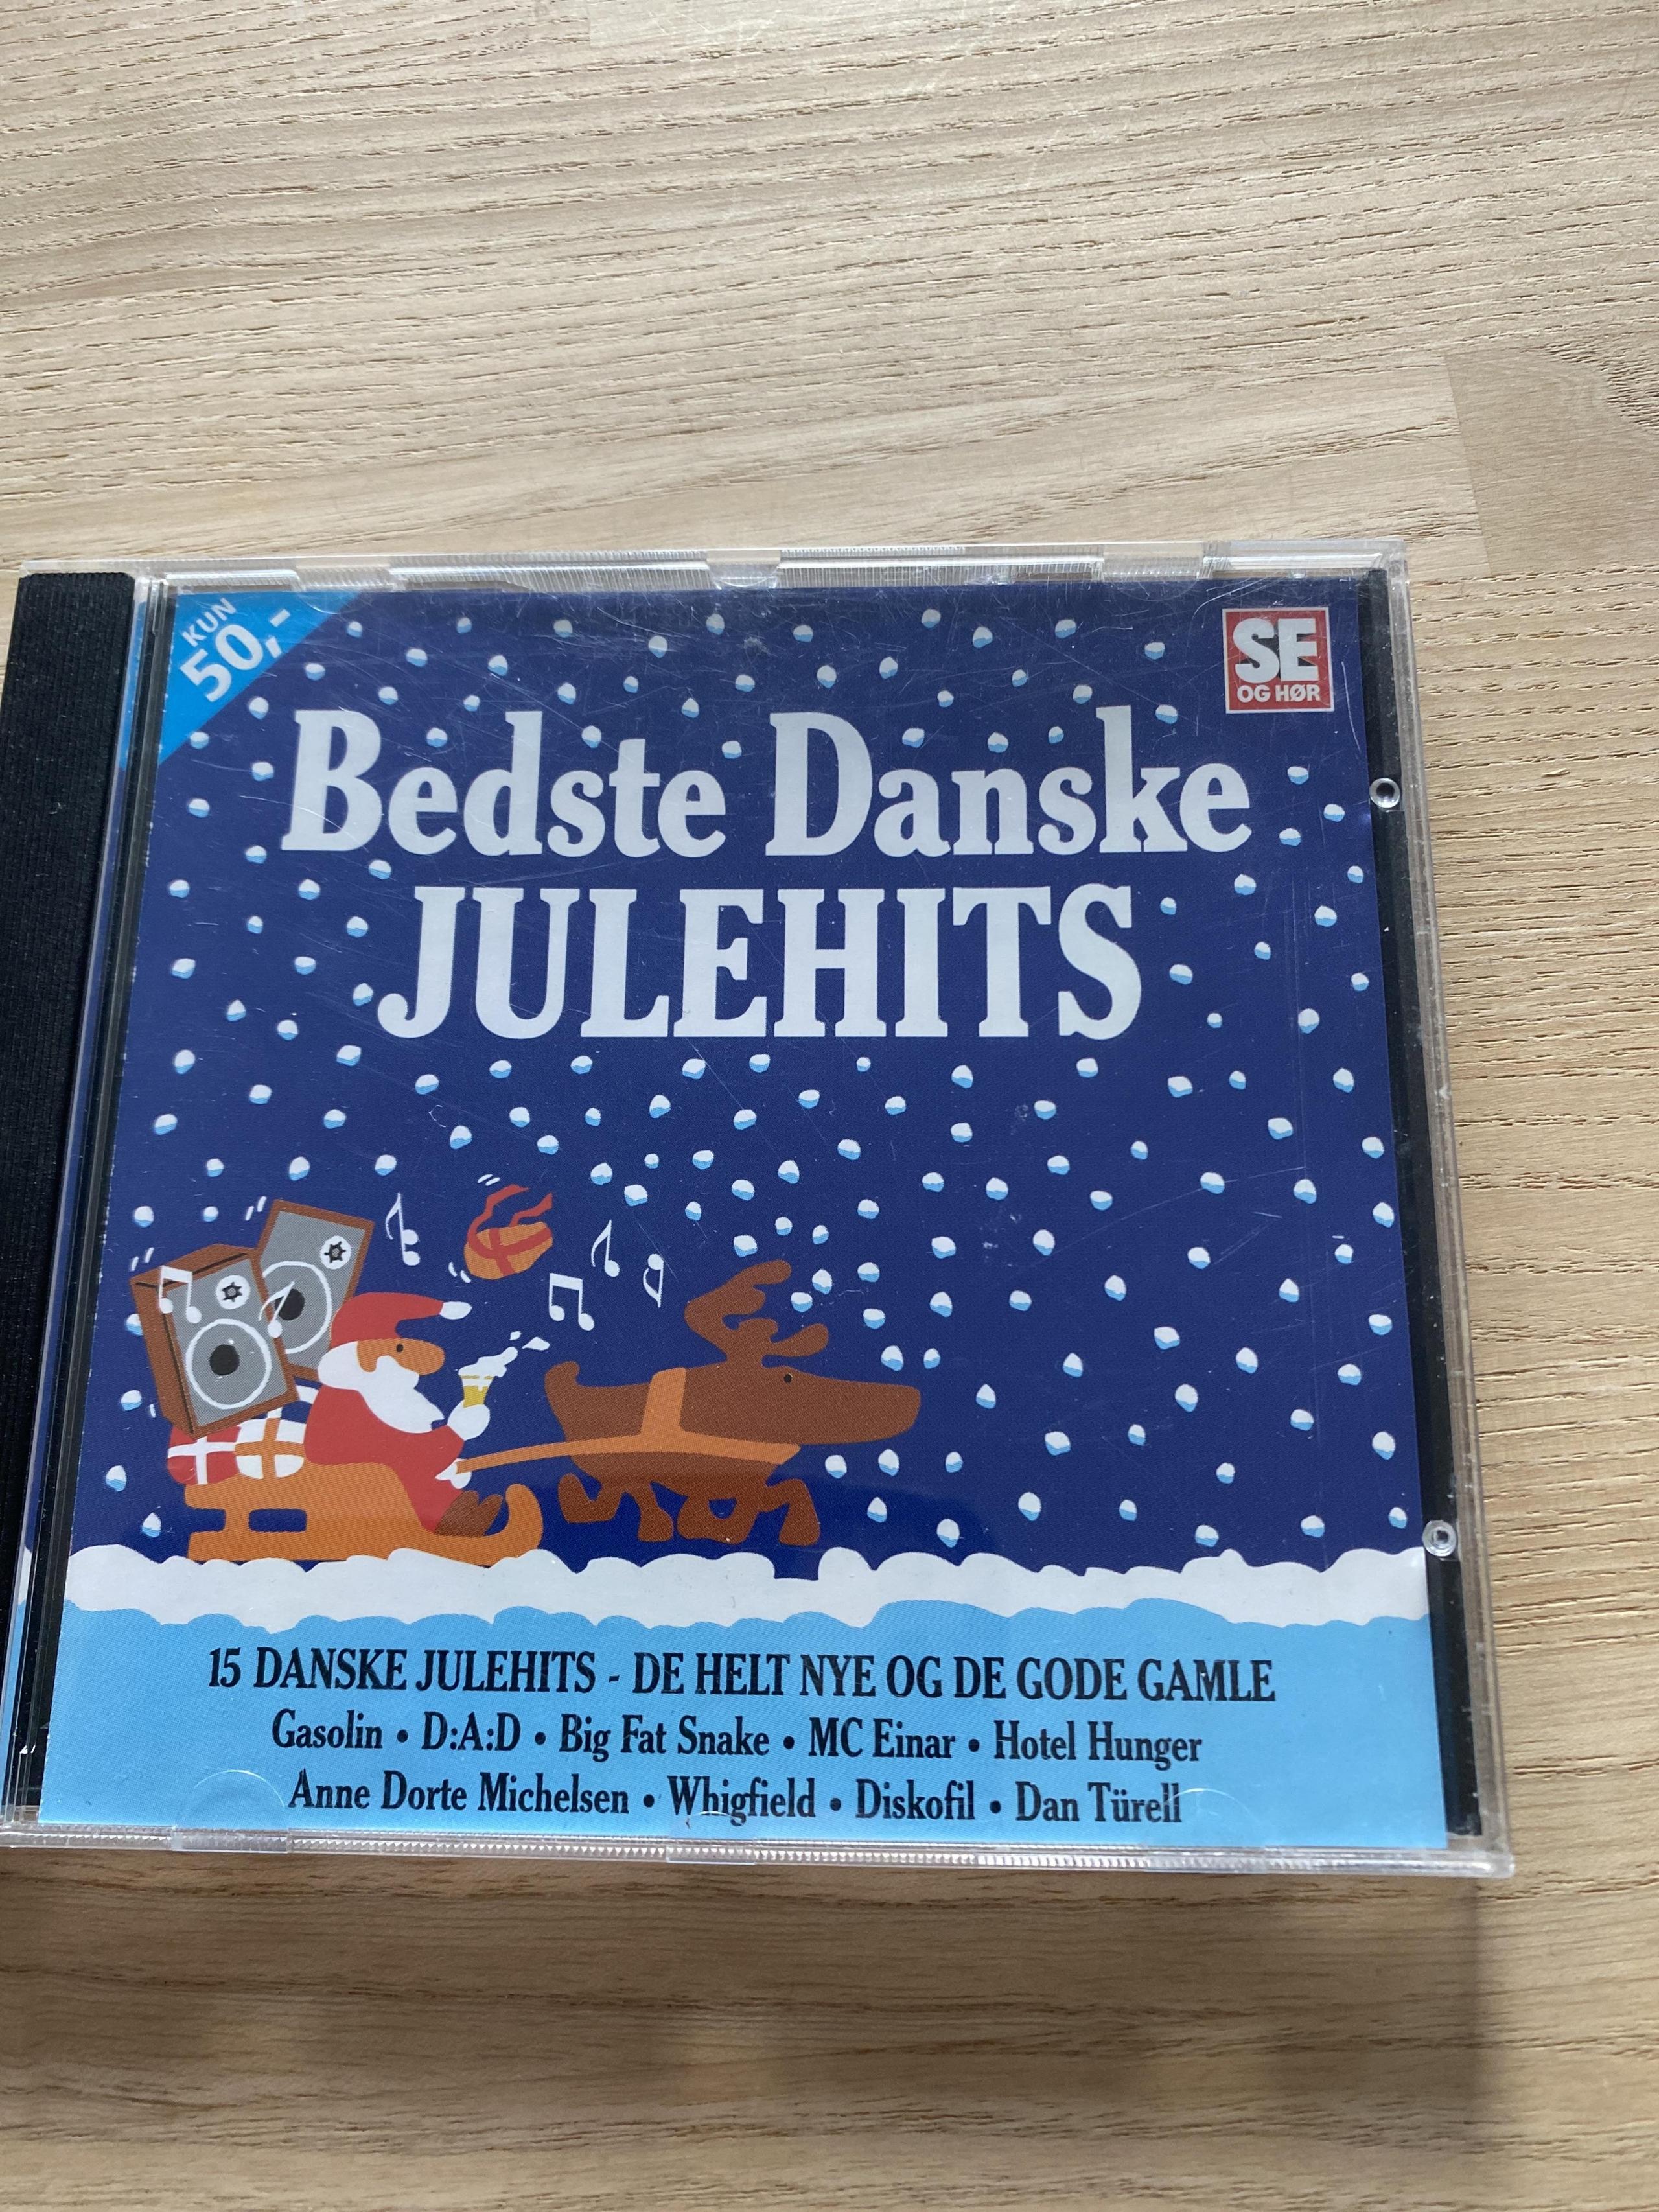 KUN
50,-
SE
OG HØR
Bedste Danske
JULEHITS
15 DANSKE JULEHITS - DE HELT NYE OG DE GODE GAMLE
Gasolin • D:A:D • Big Fat Snake • MC Einar • Hotel Hunger
Anne Dorte Michelsen • Whigfield • Diskofil • Dan Türell